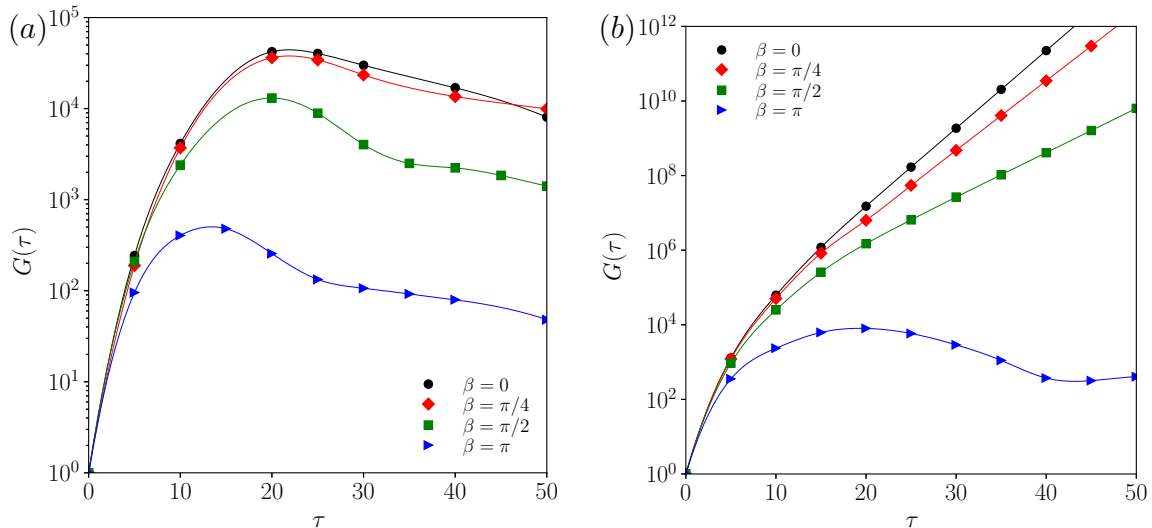 (a)
G(τ)
10^5
10^4
10^3
10^2
10^1
10^0
0 10 20 30 40 50
τ
β = 0
β = π/4
β = π/2
β = π
(b)
G(τ)
10^12
10^10
10^8
10^6
10^4
10^2
10^0
0 10 20 30 40 50
τ
β = 0
β = π/4
β = π/2
β = π